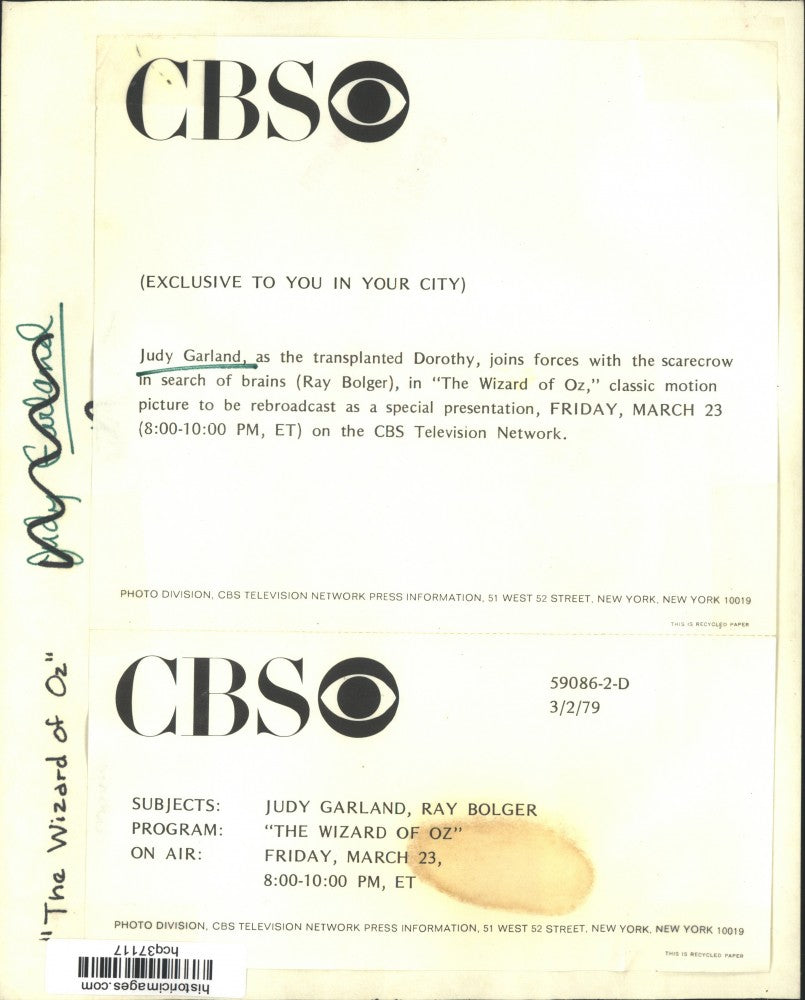 CBS
(EXCLUSIVE TO YOU IN YOUR CITY)
Judy Garland, as the transplanted Dorothy, joins forces with the scarecrow
in search of brains (Ray Bolger), in “The Wizard of Oz,” classic motion
picture to be rebroadcast as a special presentation, FRIDAY, MARCH 23
(8:00-10:00 PM, ET) on the CBS Television Network.
PHOTO DIVISION, CBS TELEVISION NETWORK PRESS INFORMATION, 51 WEST 52 STREET, NEW YORK, NEW YORK 10019
THIS IS RECYCLED PAPER
CBS
59086-2-D
3/2/79
SUBJECTS: JUDY GARLAND, RAY BOLGER
PROGRAM: “THE WIZARD OF OZ”
ON AIR: FRIDAY, MARCH 23,
8:00-10:00 PM, ET
PHOTO DIVISION, CBS TELEVISION NETWORK PRESS INFORMATION, 51 WEST 52 STREET, NEW YORK, NEW YORK 10019
THIS IS RECYCLED PAPER
Judy Garland
"The Wizard of Oz"
historicimages.com
hcq37117